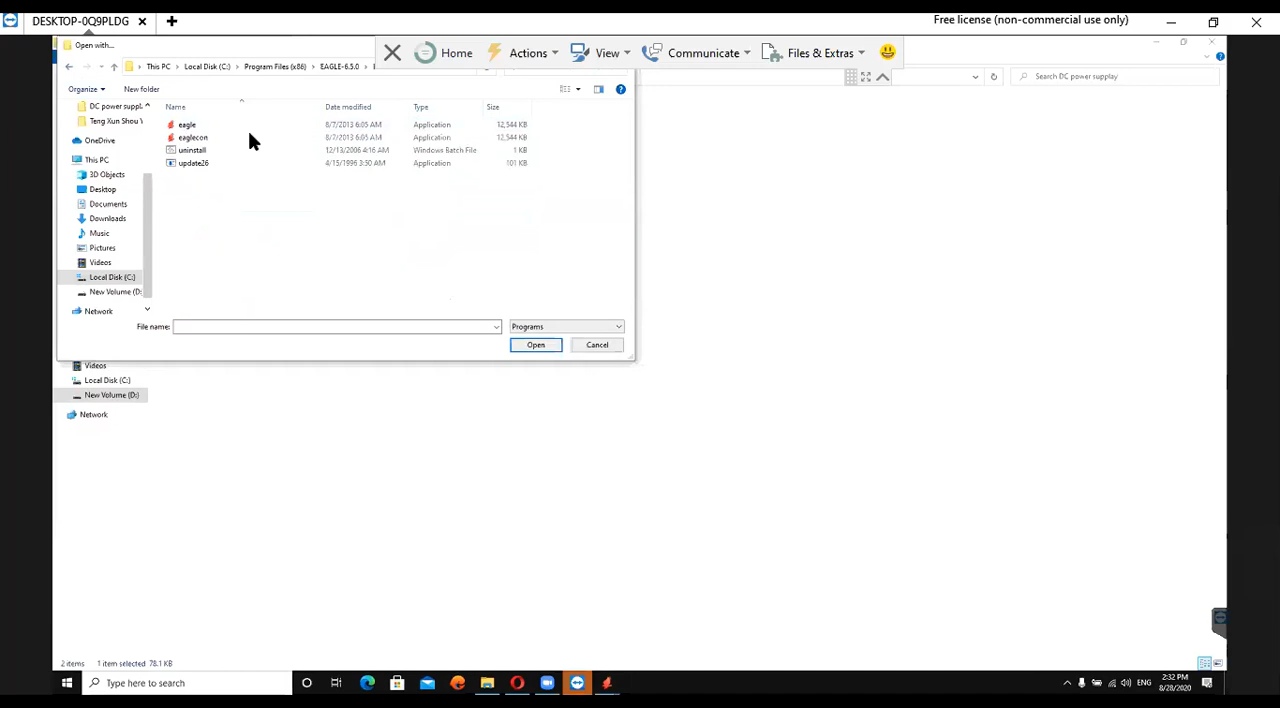 DESKTOP-0Q9PLDG
Free license (non-commercial use only)
Open with...
Home
Actions
View
Communicate
Files & Extras
This PC
Local Disk (C:)
Program Files (x86)
EAGLE-6.5.0
Search DC power supplay
Organize
New folder
Name
Date modified
Type
Size
DC power suppl.
Teng Xun Shou
OneDrive
This PC
3D Objects
Desktop
Documents
Downloads
Music
Pictures
Videos
Local Disk (C:)
New Volume (D:
Network
eagle 8/7/2013 6:05 AM Application 12,544 KB
eaglecon 8/7/2013 6:05 AM Application 12,544 KB
uninstall 12/13/2006 4:16 AM Windows Batch File 1 KB
update26 4/15/1996 3:50 AM Application 101 KB
File name:
Programs
Open
Cancel
Videos
Local Disk (C:)
New Volume (D:)
Network
2 items 1 item selected 78.1 KB
Type here to search
ENG
2:32 PM
8/28/2020